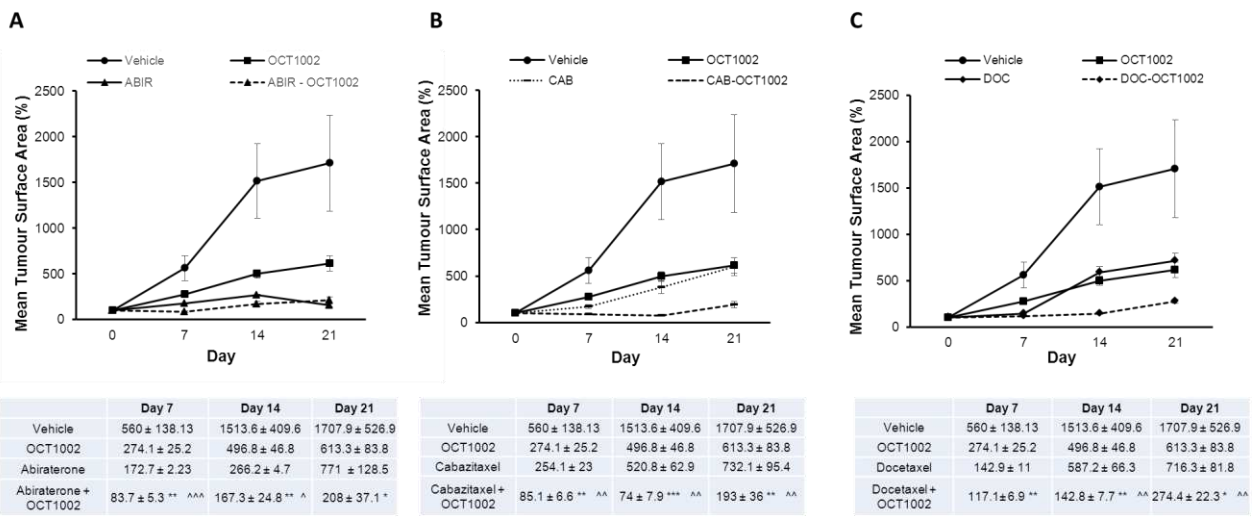 A
Vehicle
OCT1002
ABIR
ABIR - OCT1002
Mean Tumour Surface Area (%)
2500
2000
1500
1000
500
0
0 7 14 21
Day
Day 7 Day 14 Day 21
Vehicle 560 ± 138.13 1513.6 ± 409.6 1707.9 ± 526.9
OCT1002 274.1 ± 25.2 496.8 ± 46.8 613.3 ± 83.8
Abiraterone 172.7 ± 2.23 266.2 ± 4.7 771 ± 128.5
Abiraterone + OCT1002 83.7 ± 5.3 ** ^^^ 167.3 ± 24.8 ** ^ 208 ± 37.1 *
B
Vehicle
OCT1002
CAB
CAB-OCT1002
Mean Tumour Surface Area (%)
2500
2000
1500
1000
500
0
0 7 14 21
Day
Day 7 Day 14 Day 21
Vehicle 560 ± 138.13 1513.6 ± 409.6 1707.9 ± 526.9
OCT1002 274.1 ± 25.2 496.8 ± 46.8 613.3 ± 83.8
Cabazitaxel 254.1 ± 23 520.8 ± 62.9 732.1 ± 95.4
Cabazitaxel + OCT1002 85.1 ± 6.6 ** ^^ 74 ± 7.9 *** ^^ 193 ± 36 ** ^^
C
Vehicle
OCT1002
DOC
DOC-OCT1002
Mean Tumour Surface Area (%)
2500
2000
1500
1000
500
0
0 7 14 21
Day
Day 7 Day 14 Day 21
Vehicle 560 ± 138.13 1513.6 ± 409.6 1707.9 ± 526.9
OCT1002 274.1 ± 25.2 496.8 ± 46.8 613.3 ± 83.8
Docetaxel 142.9 ± 11 587.2 ± 66.3 716.3 ± 81.8
Docetaxel + OCT1002 117.1 ± 6.9 ** 142.8 ± 7.7 ** ^^ 274.4 ± 22.3 * ^^